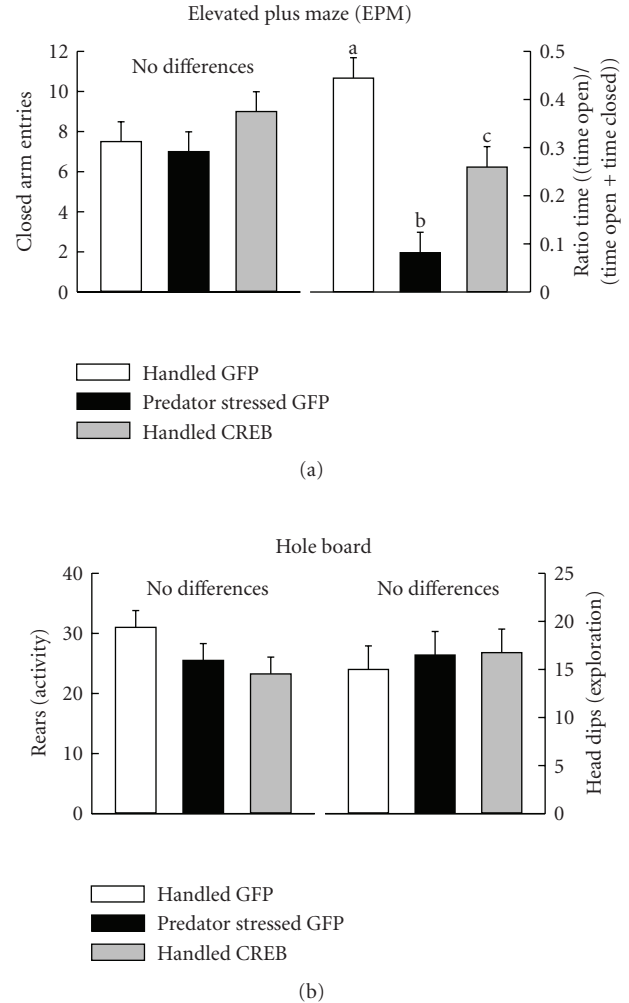 Elevated plus maze (EPM)
12
10
8
6
4
2
0
Closed arm entries
No differences
a
b
c
0.5
0.4
0.3
0.2
0.1
0
Ratio time ((time open)/
(time open + time closed))
Handled GFP
Predator stressed GFP
Handled CREB
(a)
Hole board
40
30
20
10
0
Rears (activity)
No differences
No differences
25
20
15
10
5
0
Head dips (exploration)
Handled GFP
Predator stressed GFP
Handled CREB
(b)